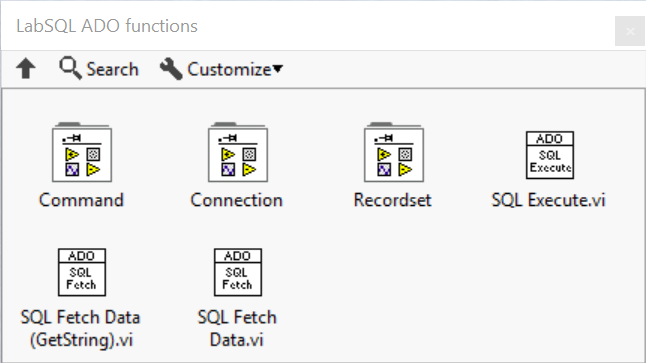 LabSQL ADO functions
Search Customize
ADO
SQL
Execute
Command Connection Recordset SQL Execute.vi
ADO
SQL
Fetch
ADO
SQL
Fetch
SQL Fetch Data
(GetString).vi
SQL Fetch
Data.vi